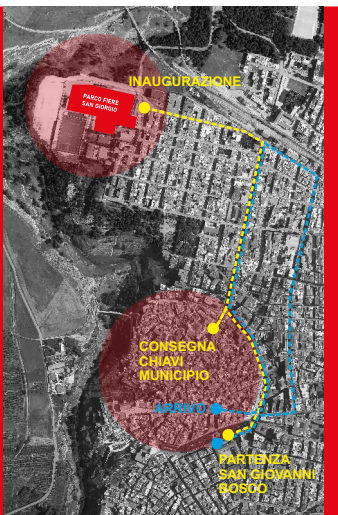 INAUGURAZIONE
PARCO FIERE
SAN GIORGIO
CONSEGNA
CHIAVI
MUNICIPIO
ARRIVO
PARTENZA
SAN GIOVANNI
BOSCO